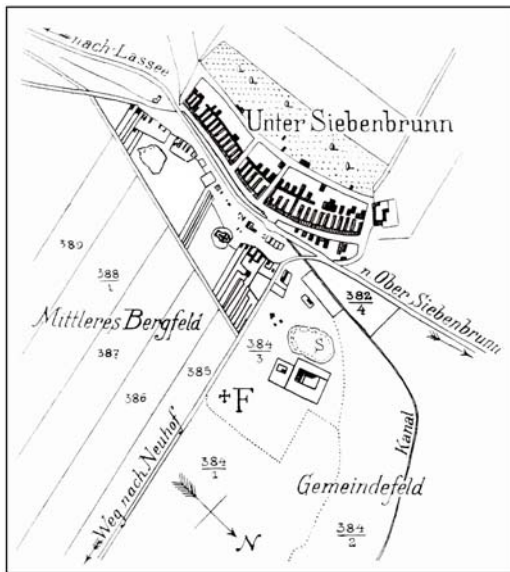 nach Lassee
Unter Siebenbrunn
n. Ober Siebenbrunn
389
388
1
Mittleres Bergfeld
387
386
385
382
4
384
3
S
F
384
1
Weg nach Neuhof
Kanal
Gemeindefeld
384
2
N